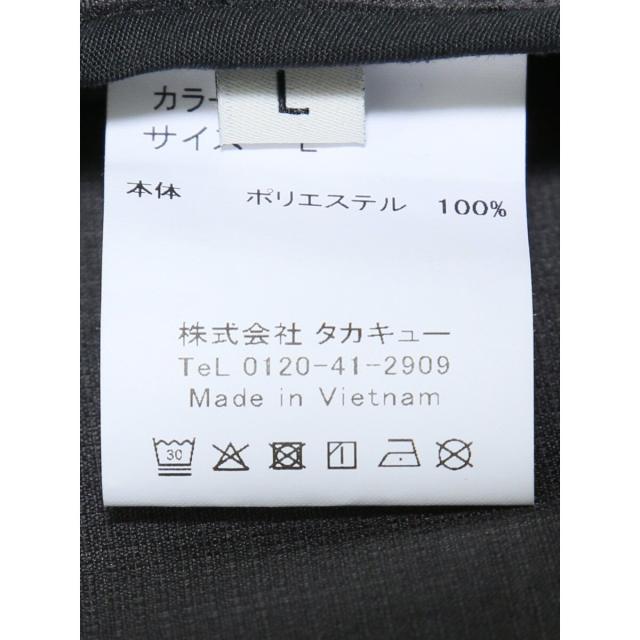 L
カラー
サイズ L
本体 ポリエステル 100%
株式会社 タカキュー
TeL 0120-41-2909
Made in Vietnam
30